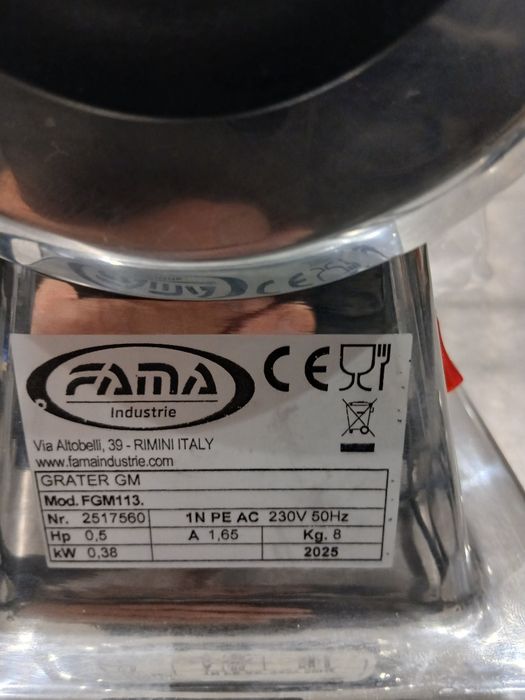 FAMA
Industrie
CE
Via Altobelli, 39 - RIMINI ITALY
www.famaindustrie.com
GRATER GM
Mod. FGM113.
Nr. 2517560 1N PE AC 230V 50Hz
Hp 0,5 A 1,65 Kg. 8
kW 0,38 2025